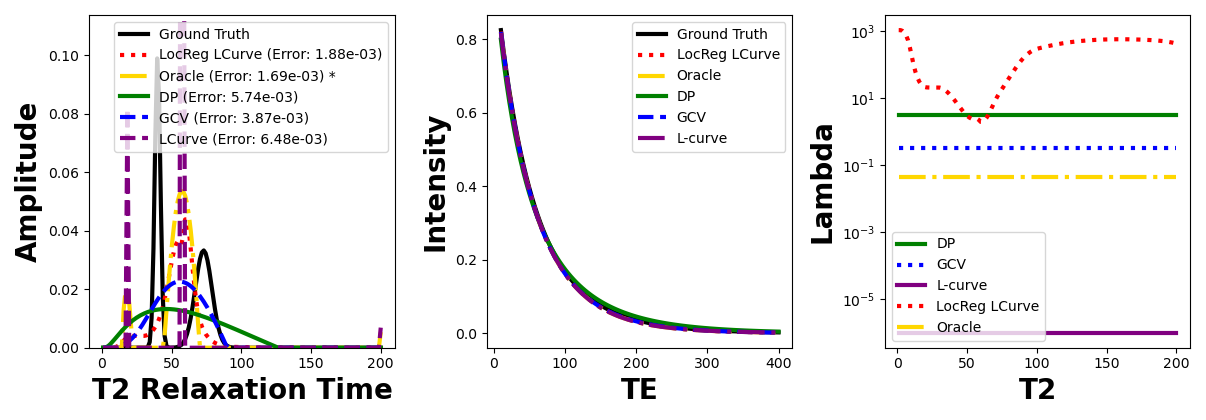 Amplitude
0.10
0.08
0.06
0.04
0.02
0.00
0
50
100
150
200
T2 Relaxation Time
Ground Truth
LocReg LCurve (Error: 1.88e-03)
Oracle (Error: 1.69e-03) *
DP (Error: 5.74e-03)
GCV (Error: 3.87e-03)
LCurve (Error: 6.48e-03)
Intensity
0.8
0.6
0.4
0.2
0.0
0
100
200
300
400
TE
Ground Truth
LocReg LCurve
Oracle
DP
GCV
L-curve
Lambda
10³
10¹
10⁻¹
10⁻³
10⁻⁵
0
50
100
150
200
T2
DP
GCV
L-curve
LocReg LCurve
Oracle